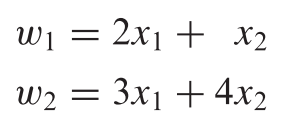 w₁ = 2x₁ + x₂
w₂ = 3x₁ + 4x₂